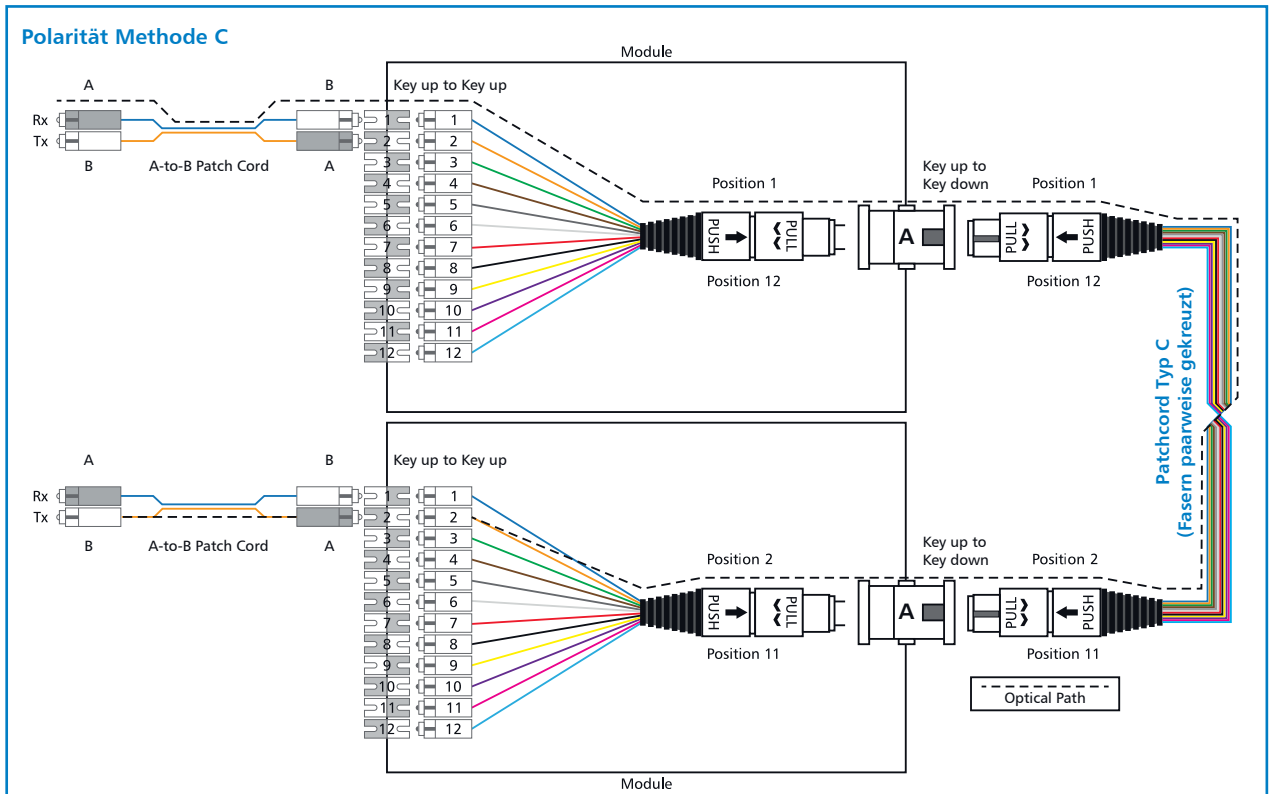 Polarität Methode C
Module
A
B
Key up to Key up
Rx
Tx
B
A-to-B Patch Cord
A
1 1
2 2
3 3
4 4
5 5
6 6
7 7
8 8
9 9
10 10
11 11
12 12
Position 1
PUSH
PULL
Position 12
Key up to
Key down
A
Position 1
PULL
PUSH
Position 12
Patchcord Typ C
(Fasern paarweise gekreuzt)
A
B
Key up to Key up
Rx
Tx
B
A-to-B Patch Cord
A
1 1
2 2
3 3
4 4
5 5
6 6
7 7
8 8
9 9
10 10
11 11
12 12
Position 2
PUSH
PULL
Position 11
Key up to
Key down
A
Position 2
PULL
PUSH
Position 11
Optical Path
Module